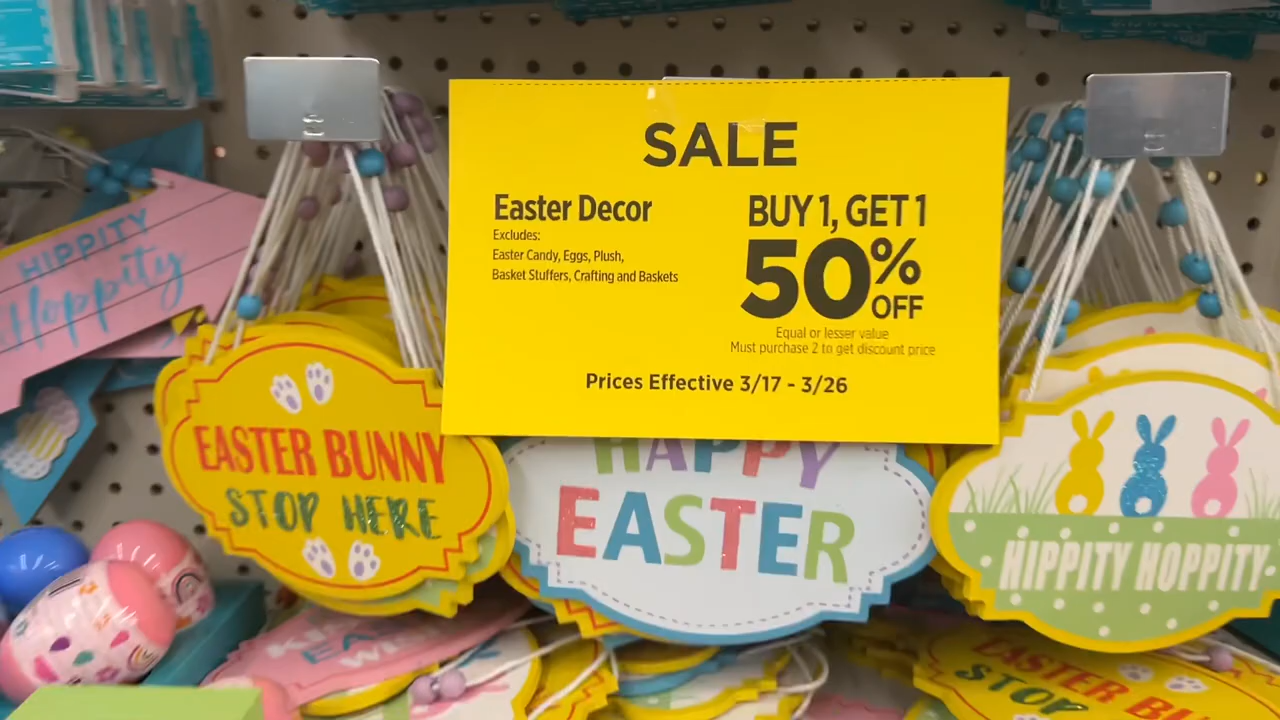 SALE
Easter Decor
Excludes:
Easter Candy, Eggs, Plush,
Basket Stuffers, Crafting and Baskets
BUY 1, GET 1
50% OFF
Equal or lesser value
Must purchase 2 to get discount price
Prices Effective 3/17 - 3/26
HIPPITY
Hoppity
EASTER BUNNY
STOP HERE
HAPPY
EASTER
HIPPITY HOPPITY
EASTER
STOP